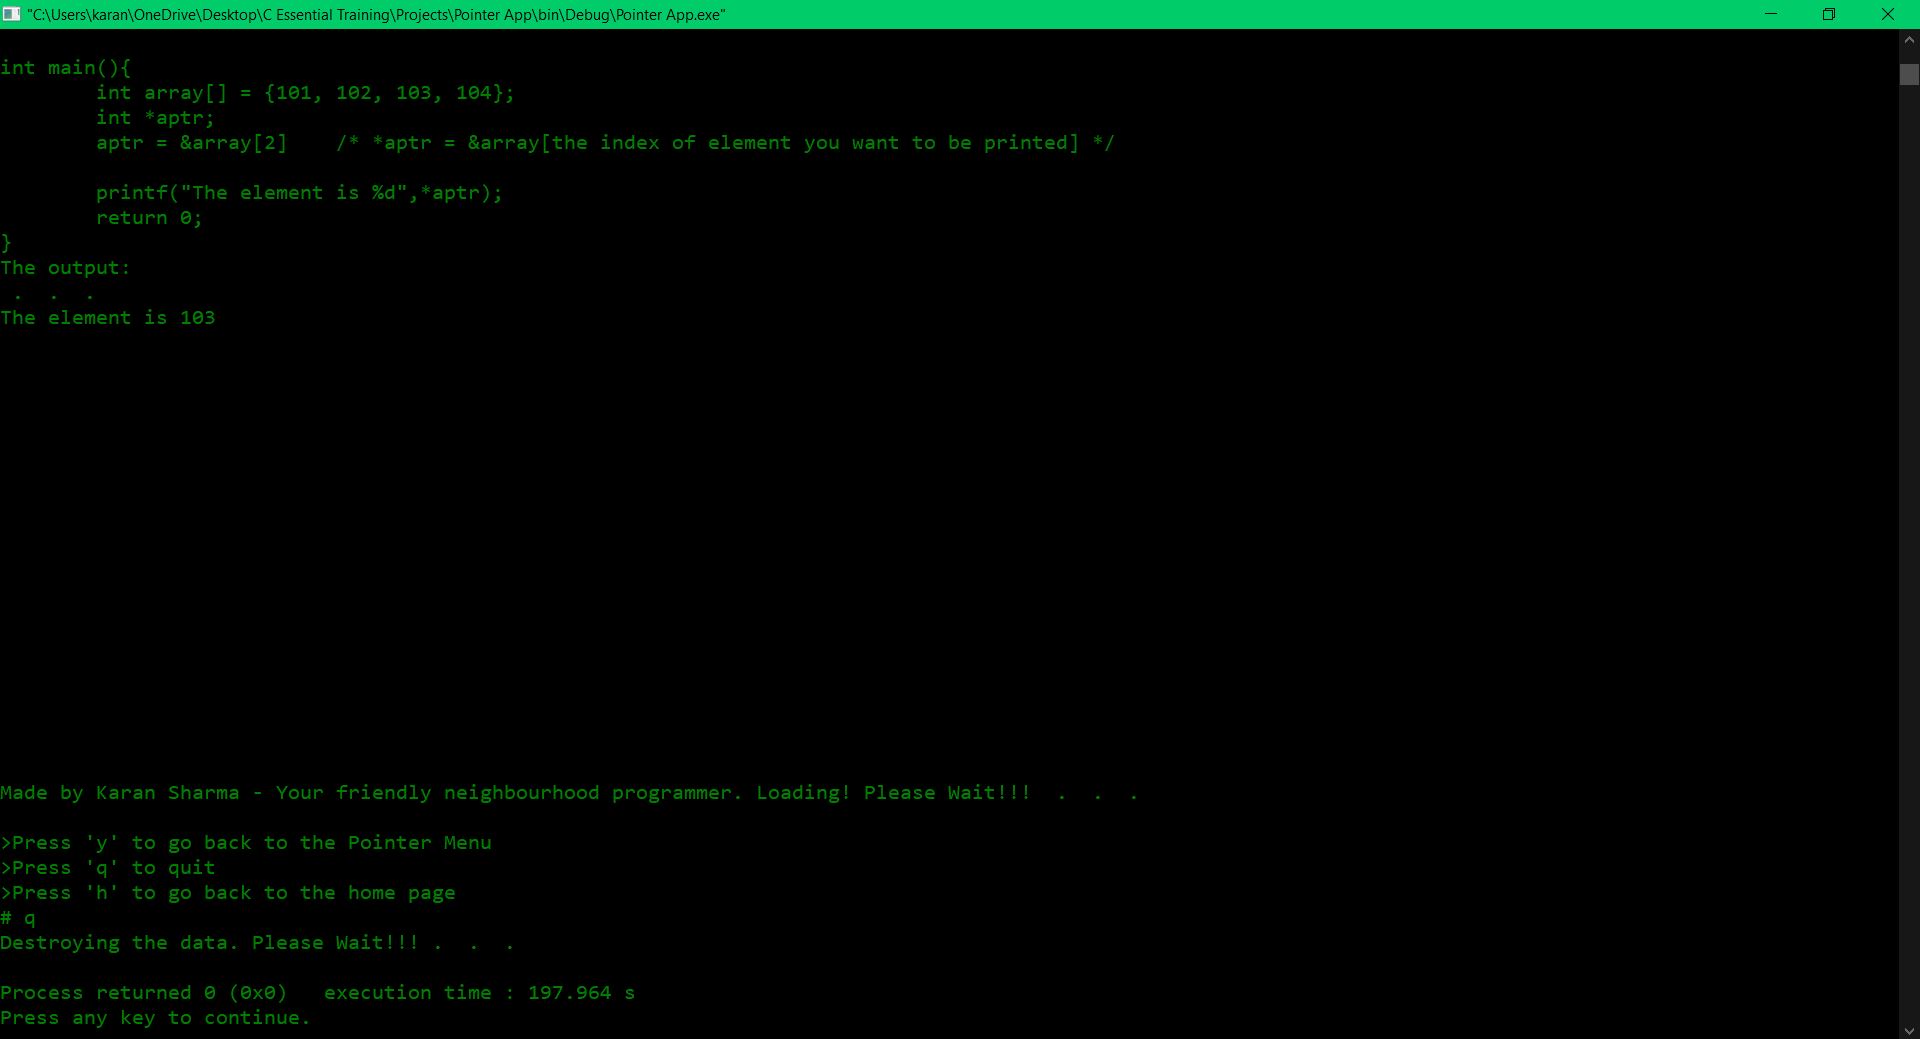 "C:\Users\karan\OneDrive\Desktop\C Essential Training\Projects\Pointer App\bin\Debug\Pointer App.exe"
int main(){
        int array[] = {101, 102, 103, 104};
        int *aptr;
        aptr = &array[2]    /* *aptr = &array[the index of element you want to be printed] */
        printf("The element is %d",*aptr);
        return 0;
}
The output:
 .  .  .
The element is 103
Made by Karan Sharma - Your friendly neighbourhood programmer. Loading! Please Wait!!!  .  .  .
>Press 'y' to go back to the Pointer Menu
>Press 'q' to quit
>Press 'h' to go back to the home page
# q
Destroying the data. Please Wait!!! .  .  .
Process returned 0 (0x0)   execution time : 197.964 s
Press any key to continue.